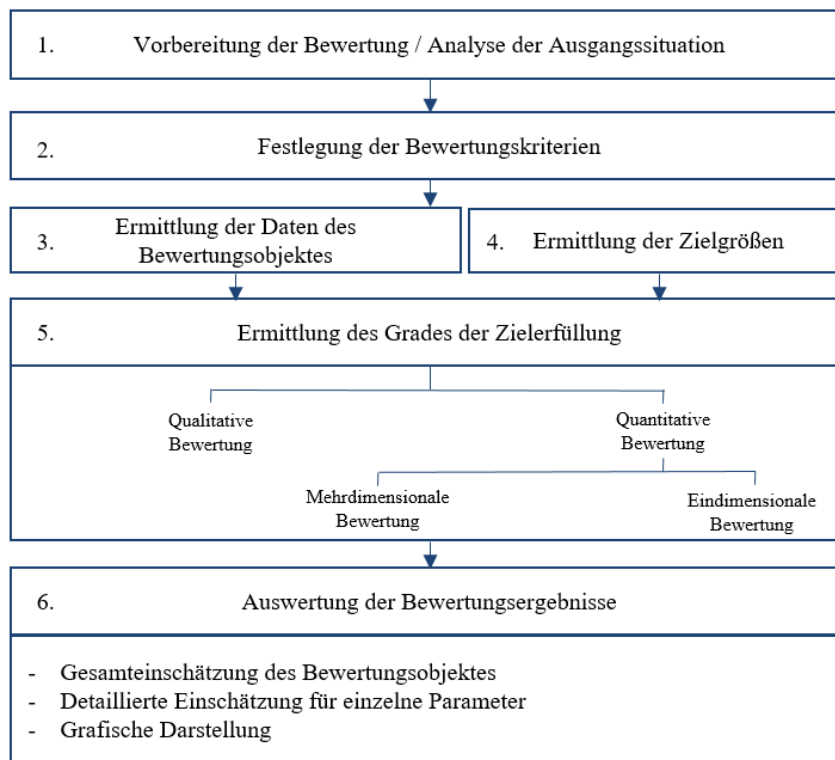 1. Vorbereitung der Bewertung / Analyse der Ausgangssituation
2. Festlegung der Bewertungskriterien
3. Ermittlung der Daten des
Bewertungsobjektes
4. Ermittlung der Zielgrößen
5. Ermittlung des Grades der Zielerfüllung
Qualitative
Bewertung
Quantitative
Bewertung
Mehrdimensionale
Bewertung
Eindimensionale
Bewertung
6. Auswertung der Bewertungsergebnisse
- Gesamteinschätzung des Bewertungsobjektes
- Detaillierte Einschätzung für einzelne Parameter
- Grafische Darstellung